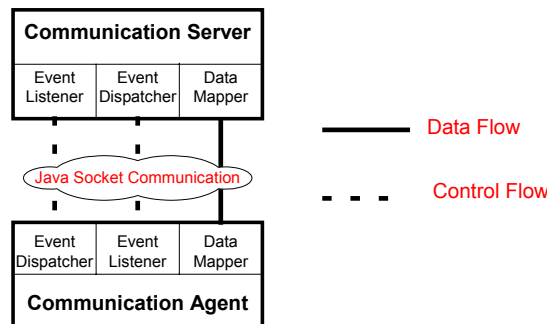 Communication Server
Event Listener
Event Dispatcher
Data Mapper
Java Socket Communication
Data Flow
Control Flow
Event Dispatcher
Event Listener
Data Mapper
Communication Agent